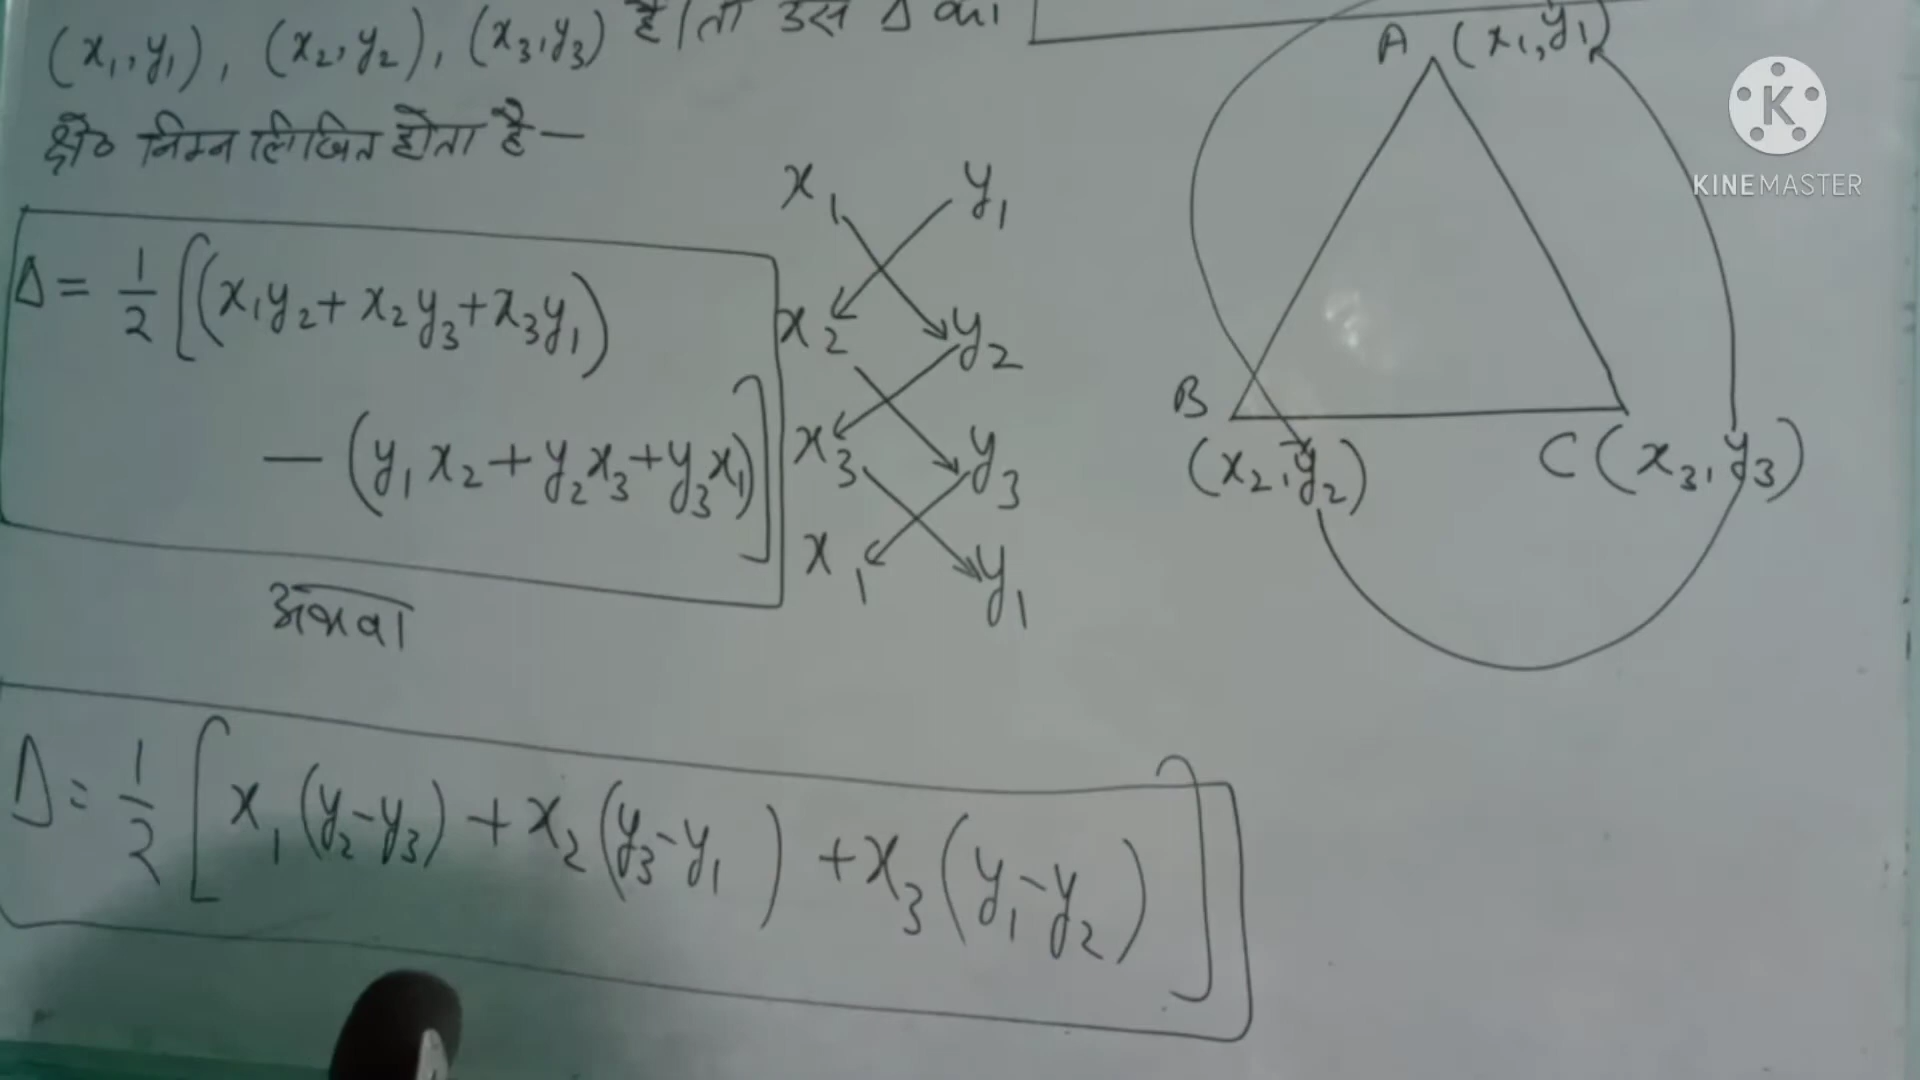 (x₁,y₁), (x₂,y₂), (x₃,y₃) है। तो उस Δ का
क्षे० निम्न लिखित होता है—
Δ = 1/2 [(x₁y₂+x₂y₃+x₃y₁)
— (y₁x₂+y₂x₃+y₃x₁)]
अथवा
Δ = 1/2 [x₁(y₂-y₃) + x₂(y₃-y₁) + x₃(y₁-y₂)]
x₁ y₁
x₂ y₂
x₃ y₃
x₁ y₁
A (x₁,y₁)
B
(x₂,y₂)
C (x₃,y₃)
K
KINEMASTER